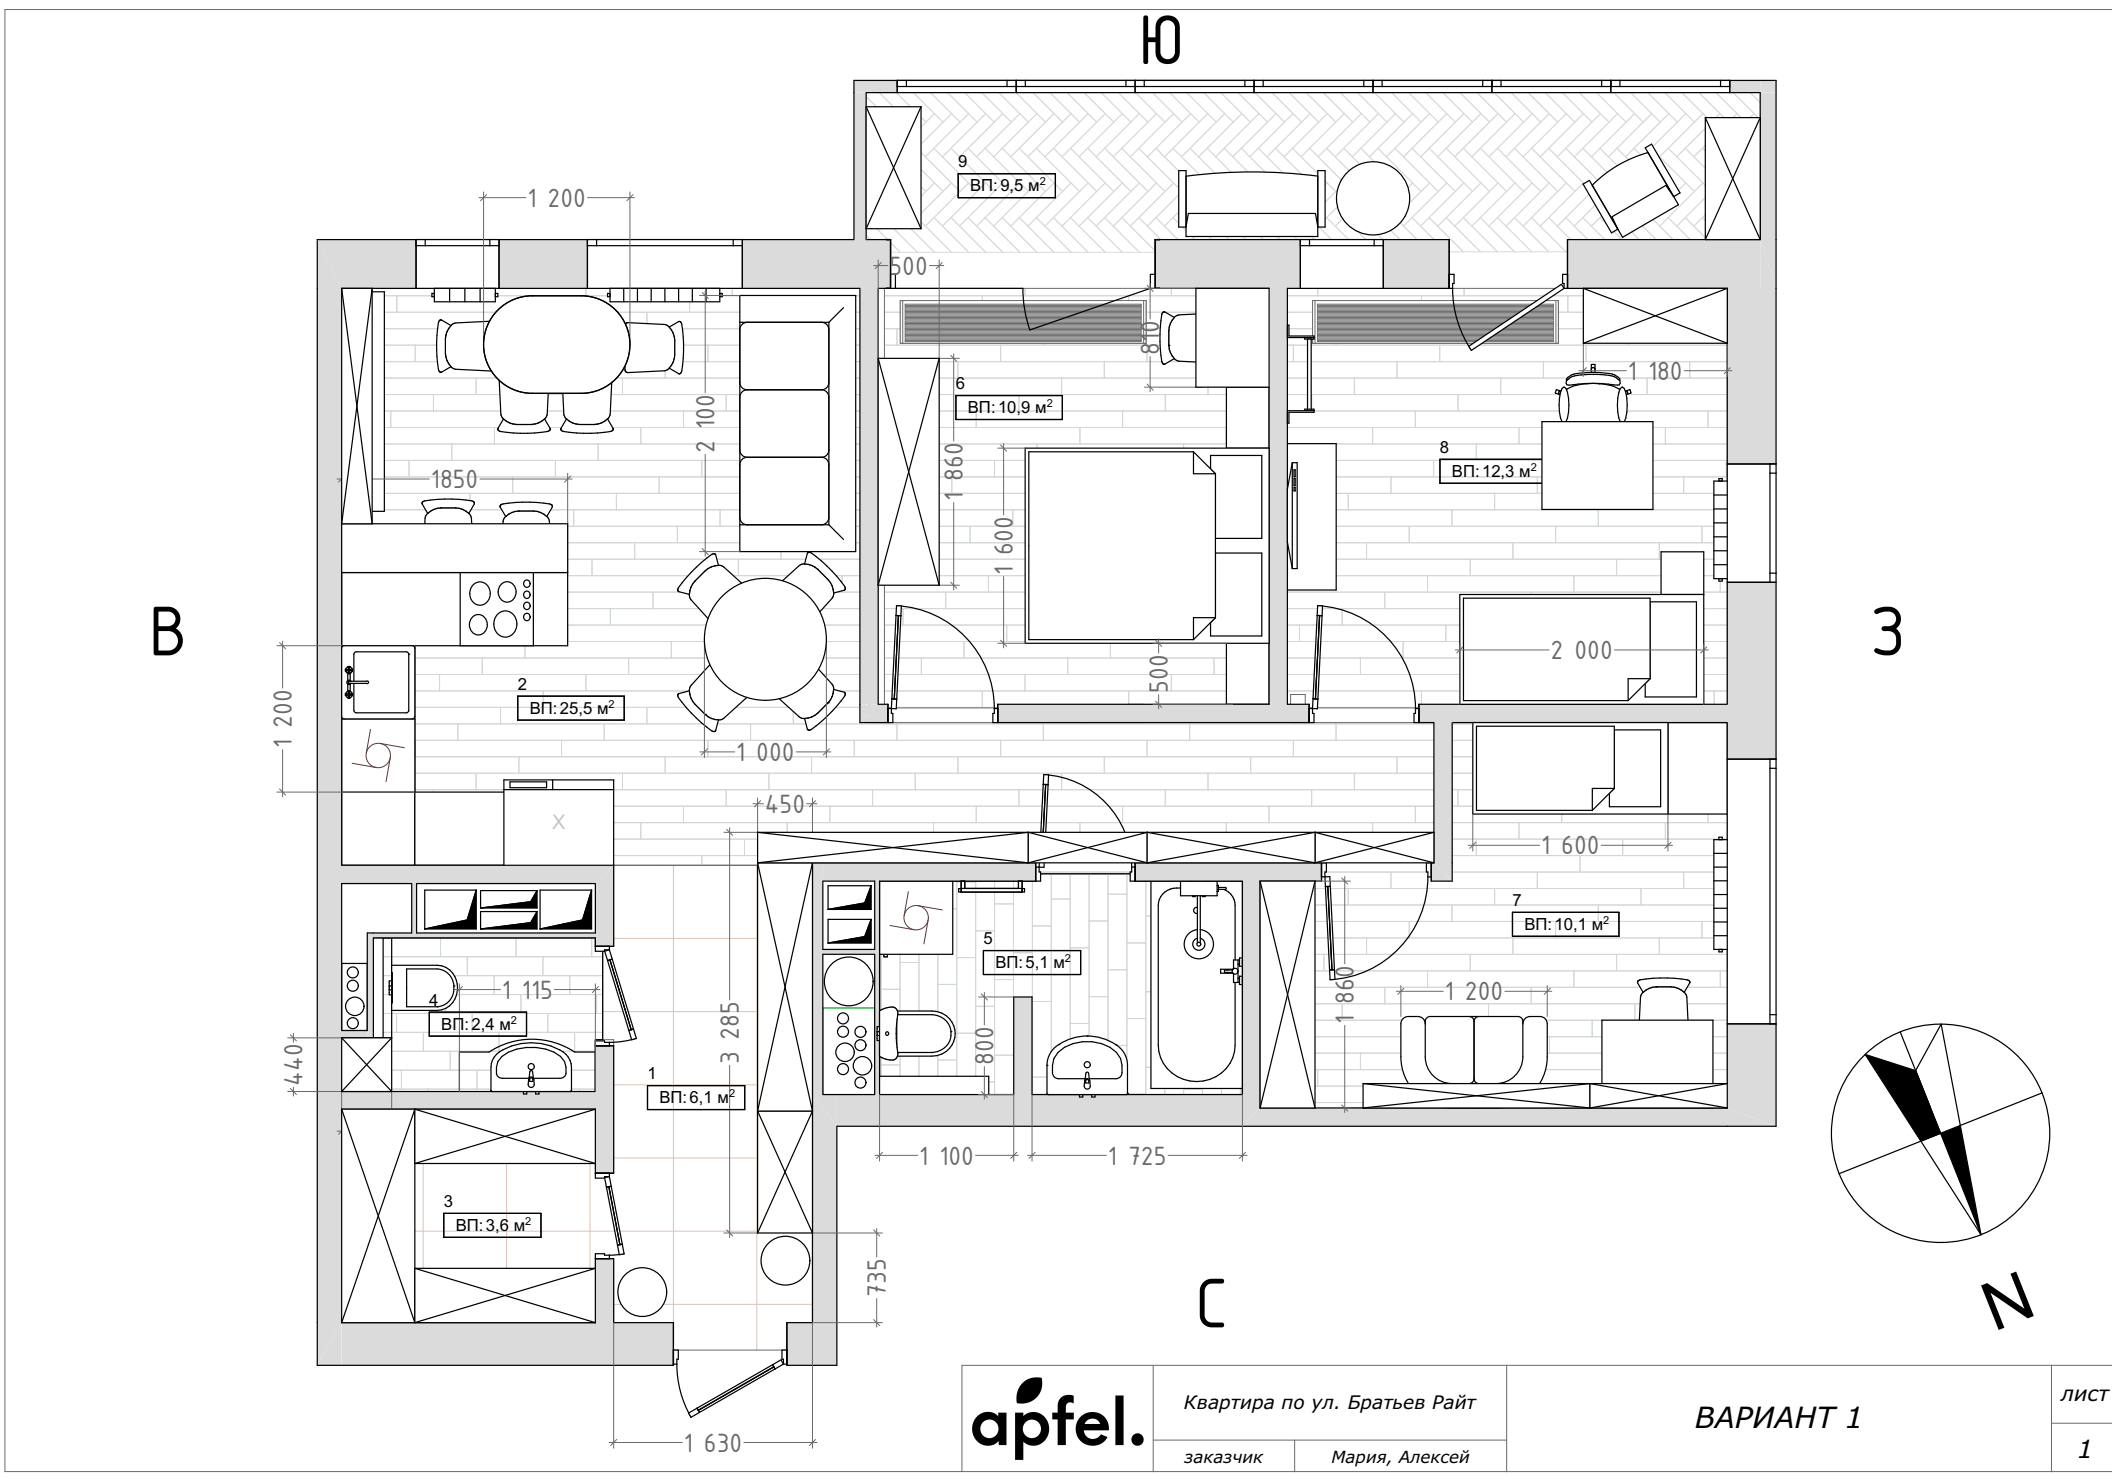 Ю
9
ВП: 9,5 м²
1 200
500
810
6
ВП: 10,9 м²
1 180
2 100
1850
1 860
8
ВП: 12,3 м²
1 600
В
З
2 000
500
2
ВП: 25,5 м²
1 200
1 000
450
X
1 600
7
ВП: 10,1 м²
5
ВП: 5,1 м²
1 115
4
ВП: 2,4 м²
1 860
1 200
3 285
800
440
1
ВП: 6,1 м²
1 100
1 725
3
ВП: 3,6 м²
735
С
N
1 630
apfel.
Квартира по ул. Братьев Райт
заказчик
Мария, Алексей
ВАРИАНТ 1
лист
1